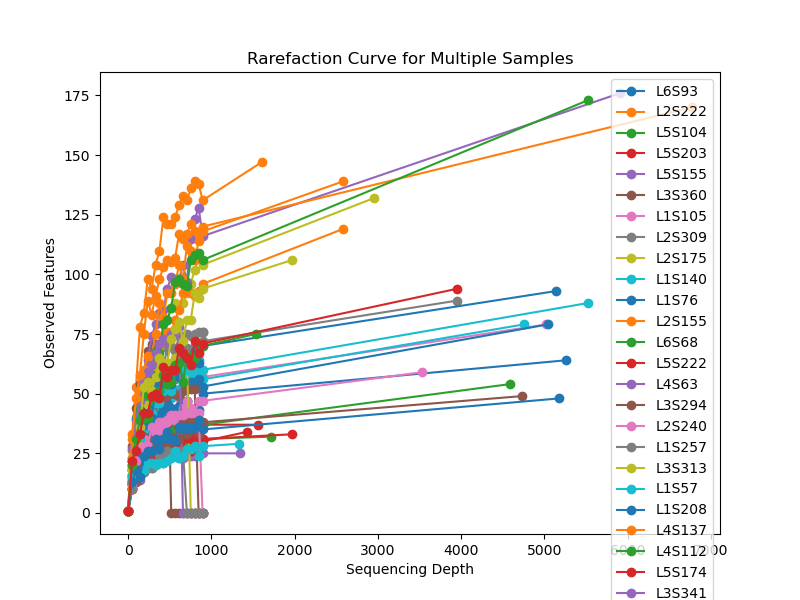 Rarefaction Curve for Multiple Samples
Observed Features
175
150
125
100
75
50
25
0
0
1000
2000
3000
4000
5000
6000
7000
Sequencing Depth
L6S93
L2S222
L5S104
L5S203
L5S155
L3S360
L1S105
L2S309
L2S175
L1S140
L1S76
L2S155
L6S68
L5S222
L4S63
L3S294
L2S240
L1S257
L3S313
L1S57
L1S208
L4S137
L4S112
L5S174
L3S341